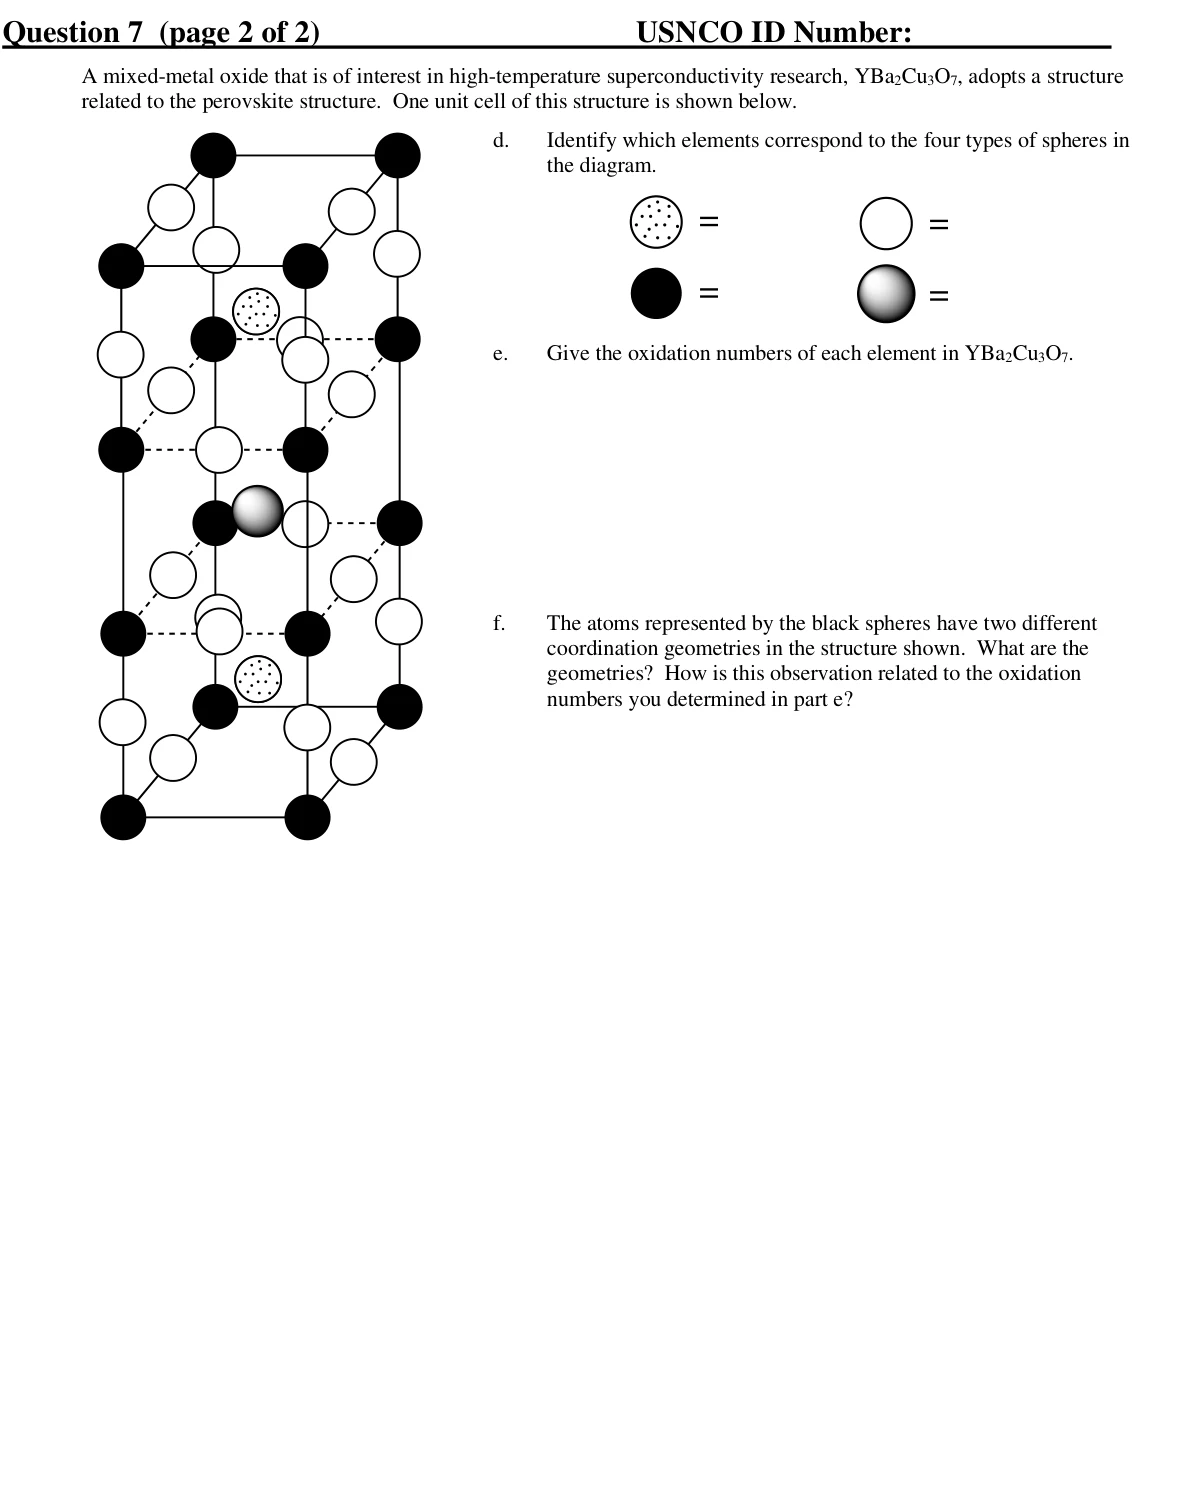 Question 7 (page 2 of 2) USNCO ID Number:
A mixed-metal oxide that is of interest in high-temperature superconductivity research, YBa₂Cu₃O₇, adopts a structure
related to the perovskite structure. One unit cell of this structure is shown below.
d. Identify which elements correspond to the four types of spheres in
the diagram.
= =
= =
e. Give the oxidation numbers of each element in YBa₂Cu₃O₇.
f. The atoms represented by the black spheres have two different
coordination geometries in the structure shown. What are the
geometries? How is this observation related to the oxidation
numbers you determined in part e?